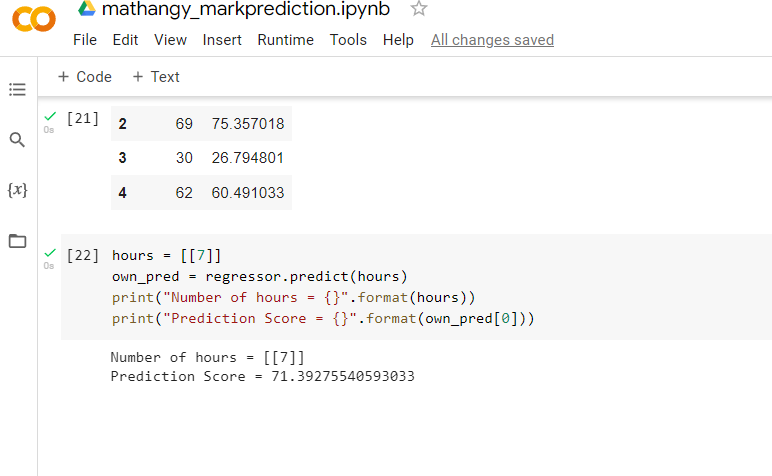 mathangy_markprediction.ipynb
File Edit View Insert Runtime Tools Help All changes saved
+ Code + Text
[21] 2 69 75.357018
0s
3 30 26.794801
4 62 60.491033
{x}
[22] hours = [[7]]
0s
own_pred = regressor.predict(hours)
print("Number of hours = {}".format(hours))
print("Prediction Score = {}".format(own_pred[0]))
Number of hours = [[7]]
Prediction Score = 71.39275540593033